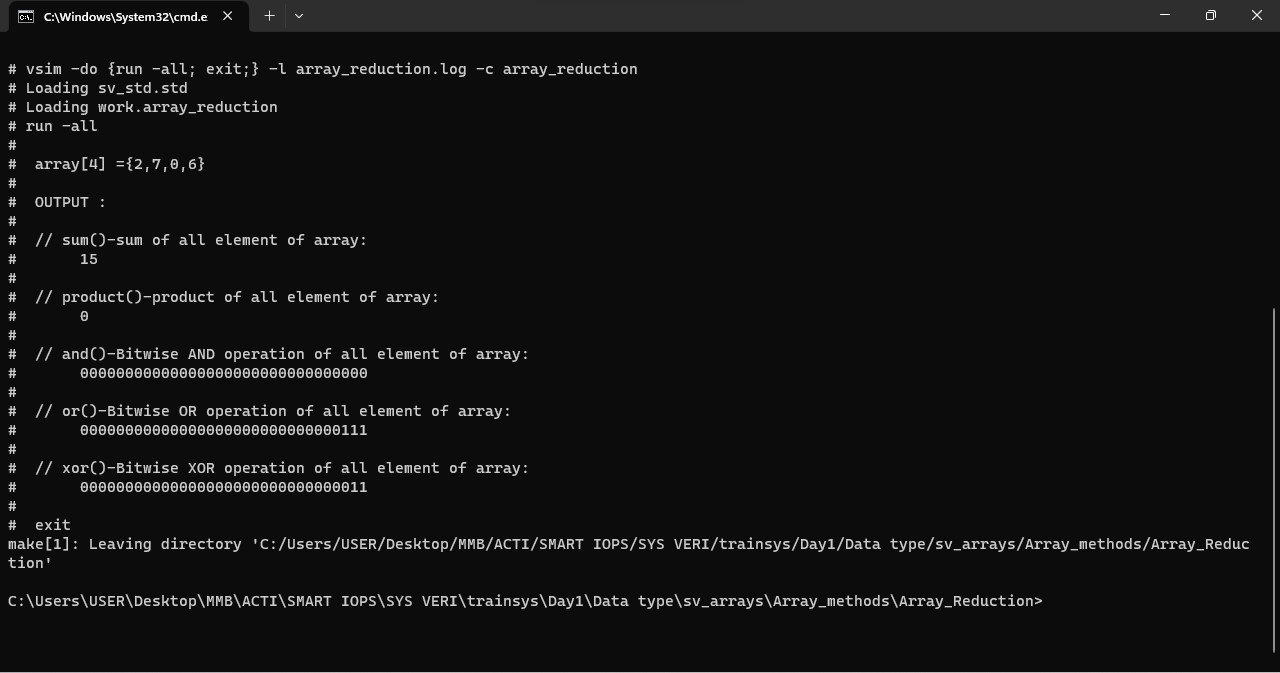 C:\Windows\System32\cmd.e
# vsim -do {run -all; exit;} -l array_reduction.log -c array_reduction
# Loading sv_std.std
# Loading work.array_reduction
# run -all
#
#  array[4] ={2,7,0,6}
#
#  OUTPUT :
#
#  // sum()-sum of all element of array:
#       15
#
#  // product()-product of all element of array:
#       0
#
#  // and()-Bitwise AND operation of all element of array:
#       00000000000000000000000000000000
#
#  // or()-Bitwise OR operation of all element of array:
#       00000000000000000000000000000111
#
#  // xor()-Bitwise XOR operation of all element of array:
#       00000000000000000000000000000011
#
#  exit
make[1]: Leaving directory 'C:/Users/USER/Desktop/MMB/ACTI/SMART IOPS/SYS VERI/trainsys/Day1/Data type/sv_arrays/Array_methods/Array_Reduc
tion'
C:\Users\USER\Desktop\MMB\ACTI\SMART IOPS\SYS VERI\trainsys\Day1\Data type\sv_arrays\Array_methods\Array_Reduction>